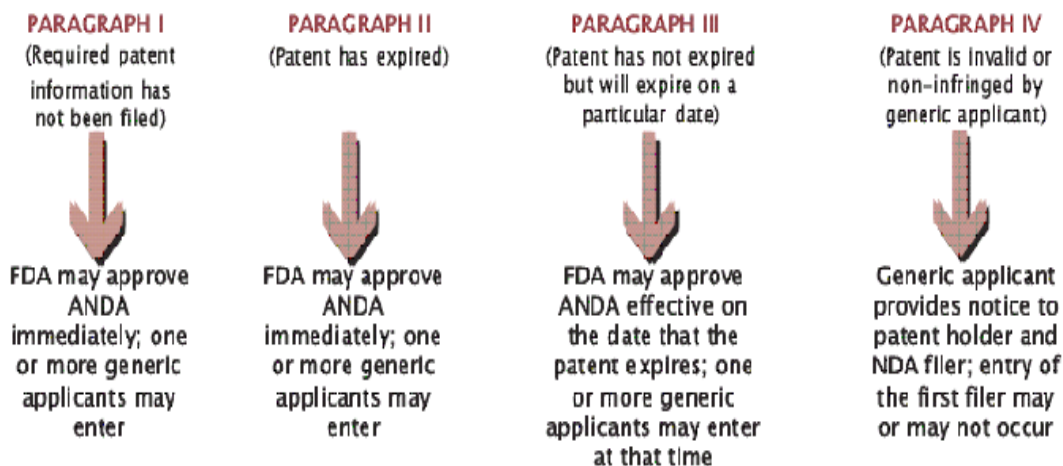 PARAGRAPH I
(Required patent
information has
not been filed)
FDA may approve
ANDA
immediately; one
or more generic
applicants may
enter
PARAGRAPH II
(Patent has expired)
FDA may approve
ANDA
immediately; one
or more generic
applicants may
enter
PARAGRAPH III
(Patent has not expired
but will expire on a
particular date)
FDA may approve
ANDA effective on
the date that the
patent expires; one
or more generic
applicants may enter
at that time
PARAGRAPH IV
(Patent is invalid or
non-infringed by
generic applicant)
Generic applicant
provides notice to
patent holder and
NDA filer; entry of
the first filer may
or may not occur